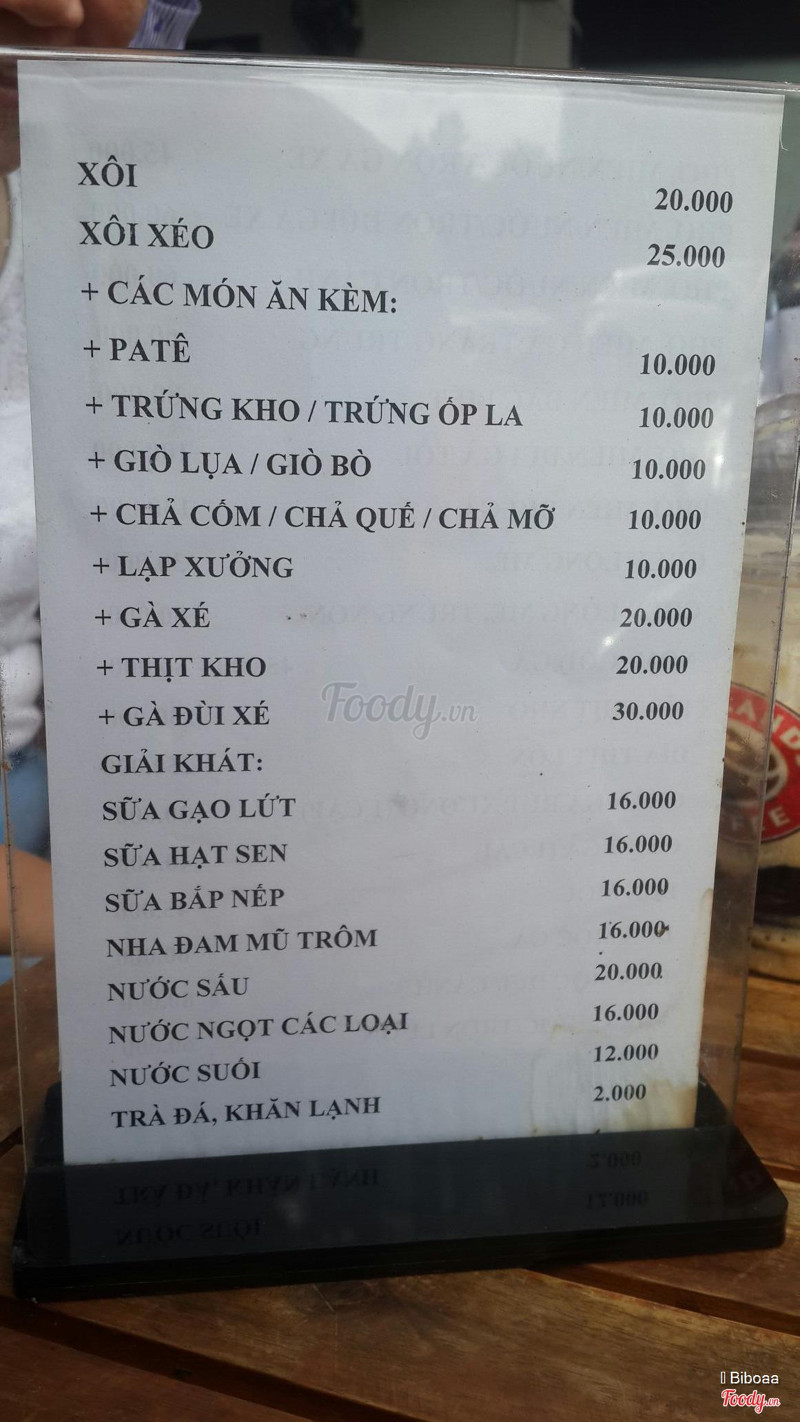 XÔI 20.000
XÔI XÉO 25.000
+ CÁC MÓN ĂN KÈM:
+ PATÊ 10.000
+ TRỨNG KHO / TRỨNG ỐP LA 10.000
+ GIÒ LỤA / GIÒ BÒ 10.000
+ CHẢ CỐM / CHẢ QUẾ / CHẢ MỠ 10.000
+ LẠP XƯỞNG 10.000
+ GÀ XÉ 20.000
+ THỊT KHO 20.000
+ GÀ ĐÙI XÉ 30.000
Foody.vn
GIẢI KHÁT:
SỮA GẠO LỨT 16.000
SỮA HẠT SEN 16.000
SỮA BẮP NẾP 16.000
NHA ĐAM MŨ TRÔM 16.000
NƯỚC SẤU 20.000
NƯỚC NGỌT CÁC LOẠI 16.000
NƯỚC SUỐI 12.000
TRÀ ĐÁ, KHĂN LẠNH 2.000
Biboaa
Foody.vn